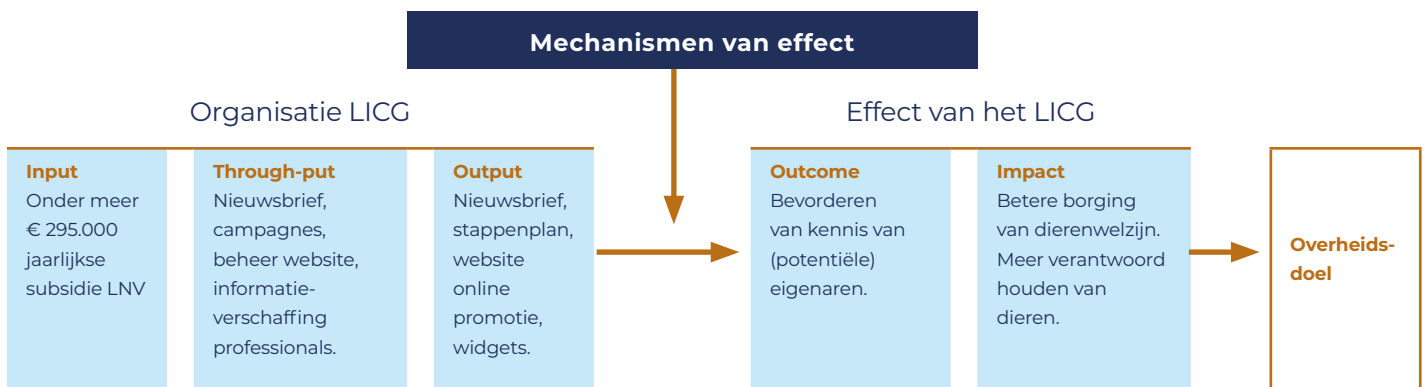 Mechanismen van effect
Organisatie LICG
Effect van het LICG
Input
Onder meer
€ 295.000
jaarlijkse
subsidie LNV
Through-put
Nieuwsbrief,
campagnes,
beheer website,
informatie-
verschaffing
professionals.
Output
Nieuwsbrief,
stappenplan,
website
online
promotie,
widgets.
Outcome
Bevorderen
van kennis van
(potentiële)
eigenaren.
Impact
Betere borging
van dierenwelzijn.
Meer verantwoord
houden van
dieren.
Overheids-
doel